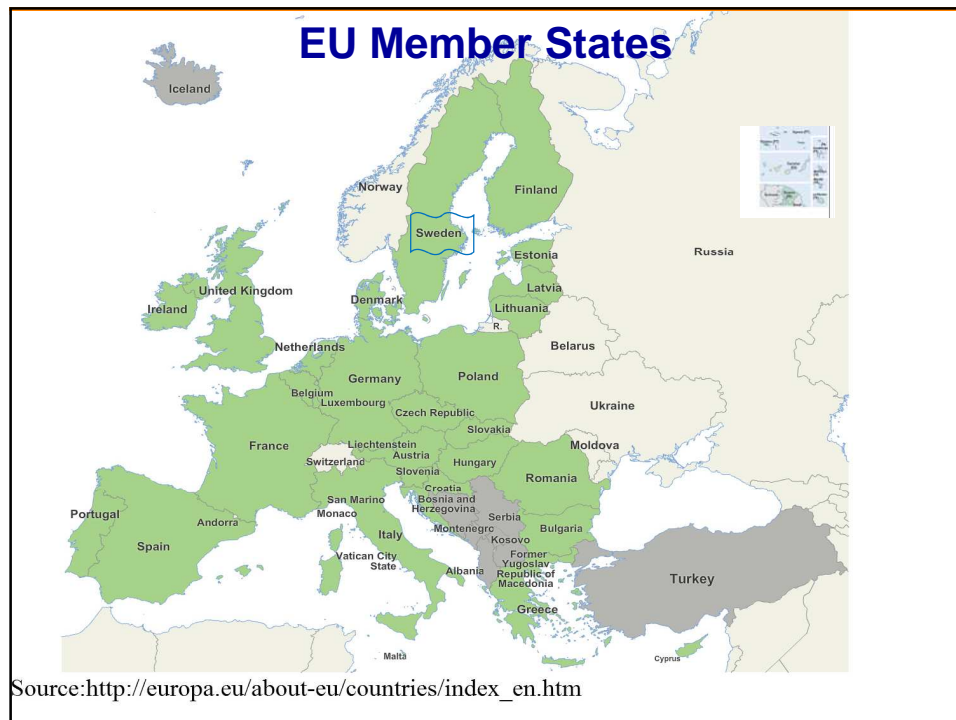 EU Member States
Iceland
Norway
Finland
Sweden
Russia
Estonia
Latvia
Lithuania
R.
Denmark
United Kingdom
Ireland
Netherlands
Belarus
Germany
Poland
Belgium
Luxembourg
Czech Republic
Ukraine
Slovakia
France
Liechtenstein
Austria
Moldova
Switzerland
Hungary
Slovenia
Romania
Croatia
Bosnia and
Herzegovina
San Marino
Monaco
Portugal
Andorra
Serbia
Montenegrc
Bulgaria
Italy
Kosovo
Spain
Vatican City
State
Former
Yugoslav
Republic of
Macedonia
Albania
Turkey
Greece
Malta
Cyprus
Source:http://europa.eu/about-eu/countries/index_en.htm